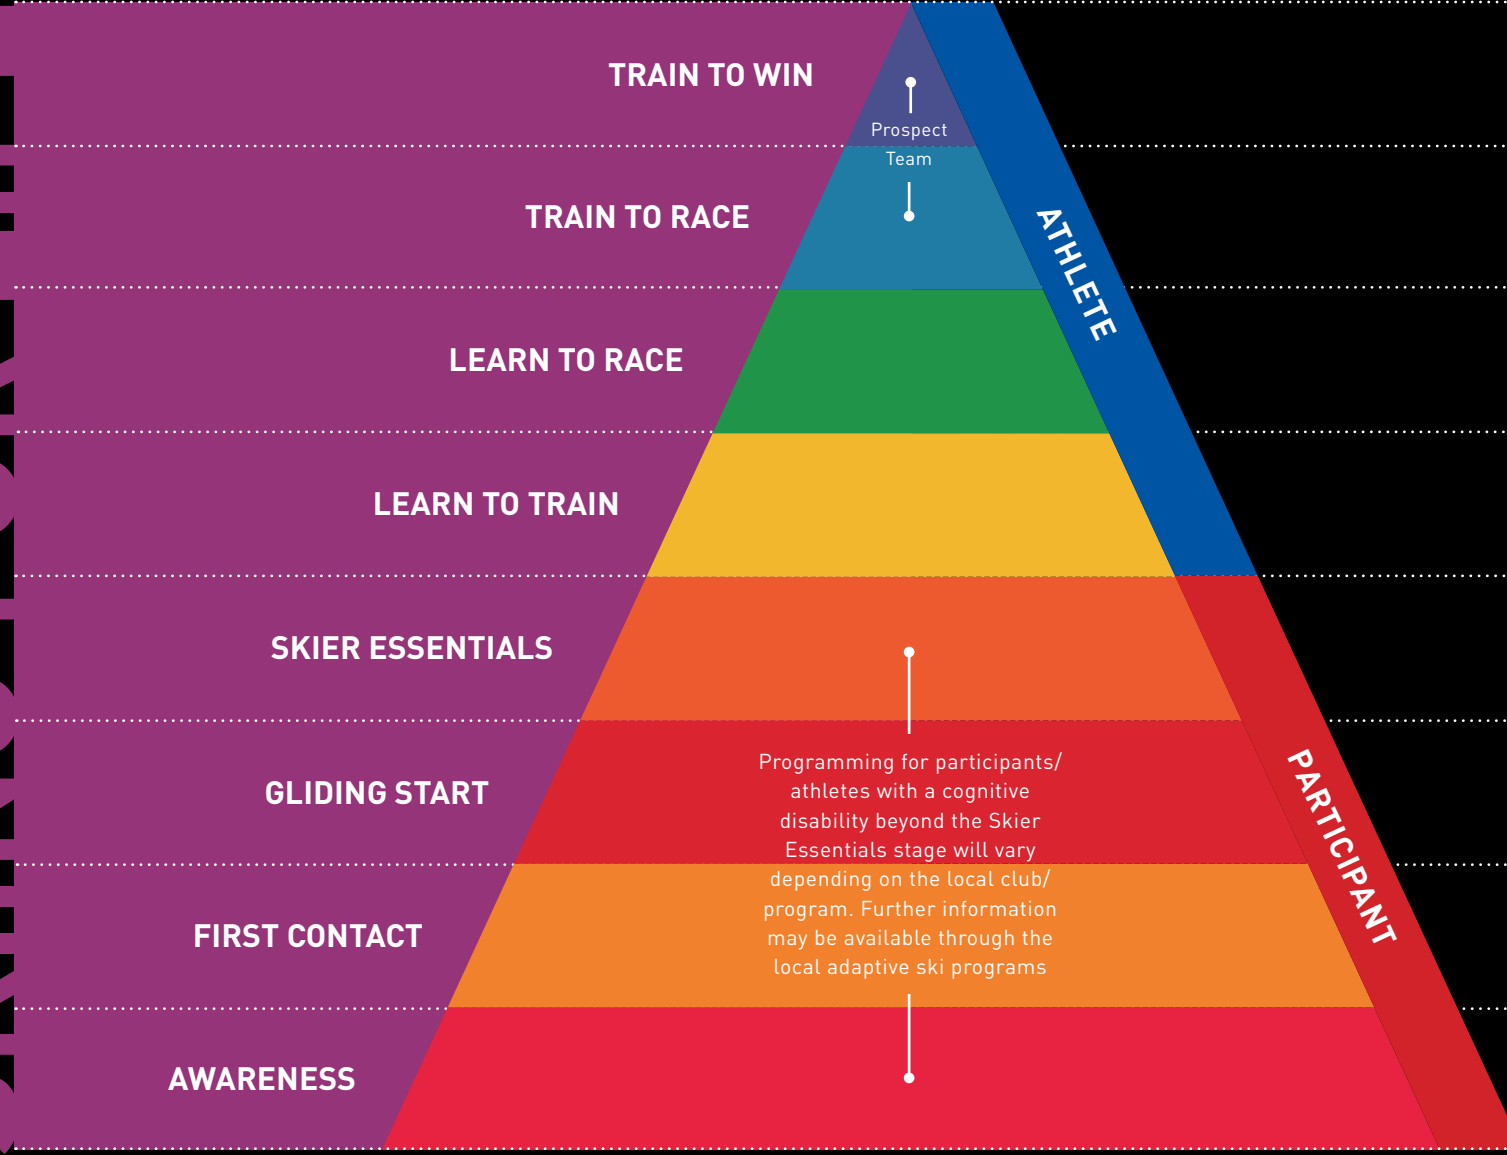 TRAIN TO WIN
Prospect
Team
TRAIN TO RACE
ATHLETE
LEARN TO RACE
LEARN TO TRAIN
SKIER ESSENTIALS
GLIDING START
Programming for participants/
athletes with a cognitive
disability beyond the Skier
Essentials stage will vary
depending on the local club/
program. Further information
may be available through the
local adaptive ski programs
PARTICIPANT
FIRST CONTACT
AWARENESS